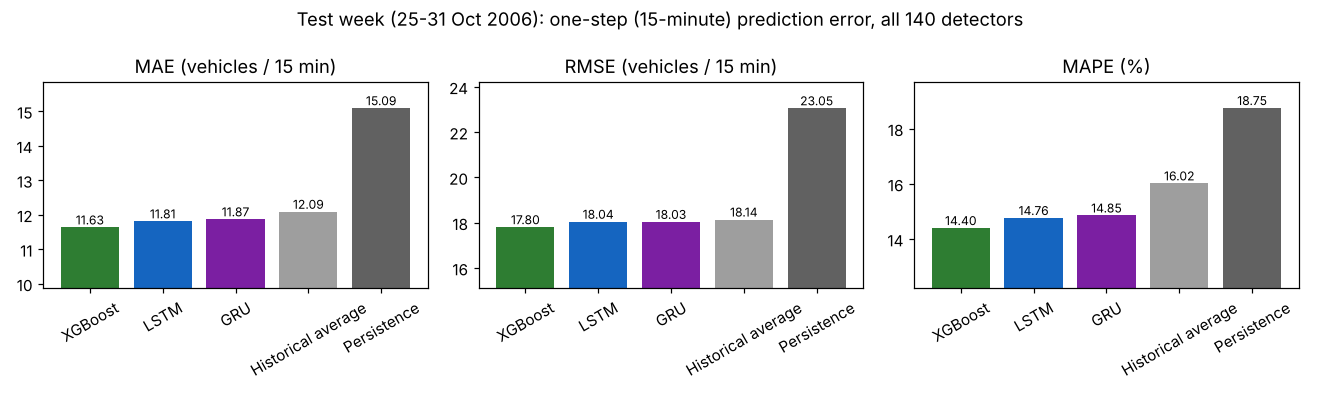 Test week (25-31 Oct 2006): one-step (15-minute) prediction error, all 140 detectors
MAE (vehicles / 15 min)
15
14
13
12
11
10
11.63
11.81
11.87
12.09
15.09
XGBoost
LSTM
GRU
Historical average
Persistence
RMSE (vehicles / 15 min)
24
22
20
18
16
17.80
18.04
18.03
18.14
23.05
XGBoost
LSTM
GRU
Historical average
Persistence
MAPE (%)
18
16
14
14.40
14.76
14.85
16.02
18.75
XGBoost
LSTM
GRU
Historical average
Persistence